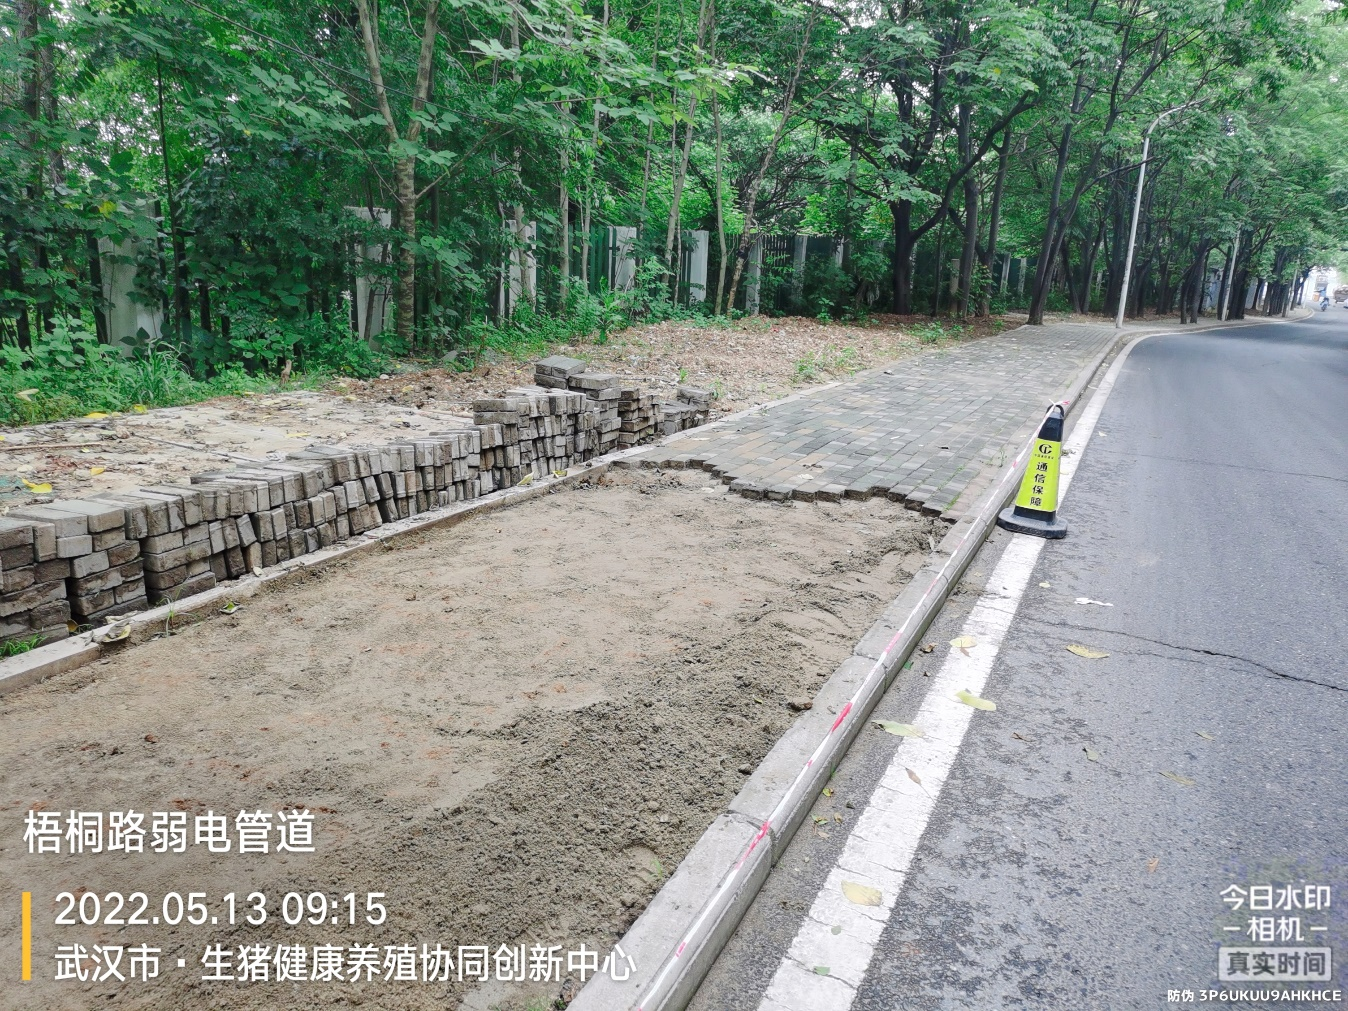 通信保障
梧桐路弱电管道
2022.05.13 09:15
武汉市·生猪健康养殖协同创新中心
今日水印
相机
真实时间
防伪 3P6UKUU9AHKHCE